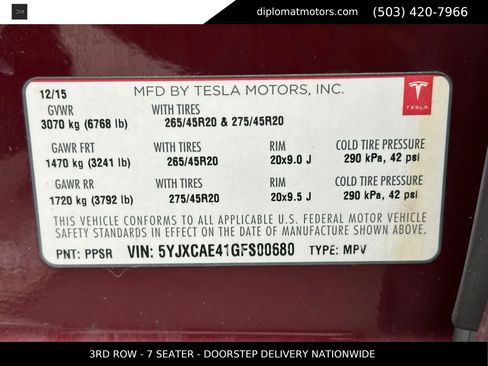 DM diplomatmotors.com (503) 420-7966
12/15 MFD BY TESLA MOTORS, INC.
TESLA
GVWR WITH TIRES
3070 kg (6768 lb) 265/45R20 & 275/45R20
GAWR FRT WITH TIRES RIM COLD TIRE PRESSURE
1470 kg (3241 lb) 265/45R20 20x9.0 J 290 kPa, 42 psi
GAWR RR WITH TIRES RIM COLD TIRE PRESSURE
1720 kg (3792 lb) 275/45R20 20x9.5 J 290 kPa, 42 psi
THIS VEHICLE CONFORMS TO ALL APPLICABLE U.S. FEDERAL MOTOR VEHICLE
SAFETY STANDARDS IN EFFECT ON THE DATE OF MANUFACTURE SHOWN ABOVE.
PNT: PPSR VIN: 5YJXCAE41GFS00680 TYPE: MPV
3RD ROW - 7 SEATER - DOORSTEP DELIVERY NATIONWIDE